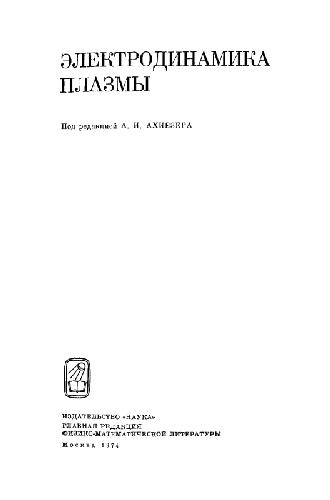 ЭЛЕКТРОДИНАМИКА
ПЛАЗМЫ
Под редакцией А. И. АХИЕЗЕРА
ИЗДАТЕЛЬСТВО «НАУКА»
ГЛАВНАЯ РЕДАКЦИЯ
ФИЗИКО-МАТЕМАТИЧЕСКОЙ ЛИТЕРАТУРЫ
Москва 1974